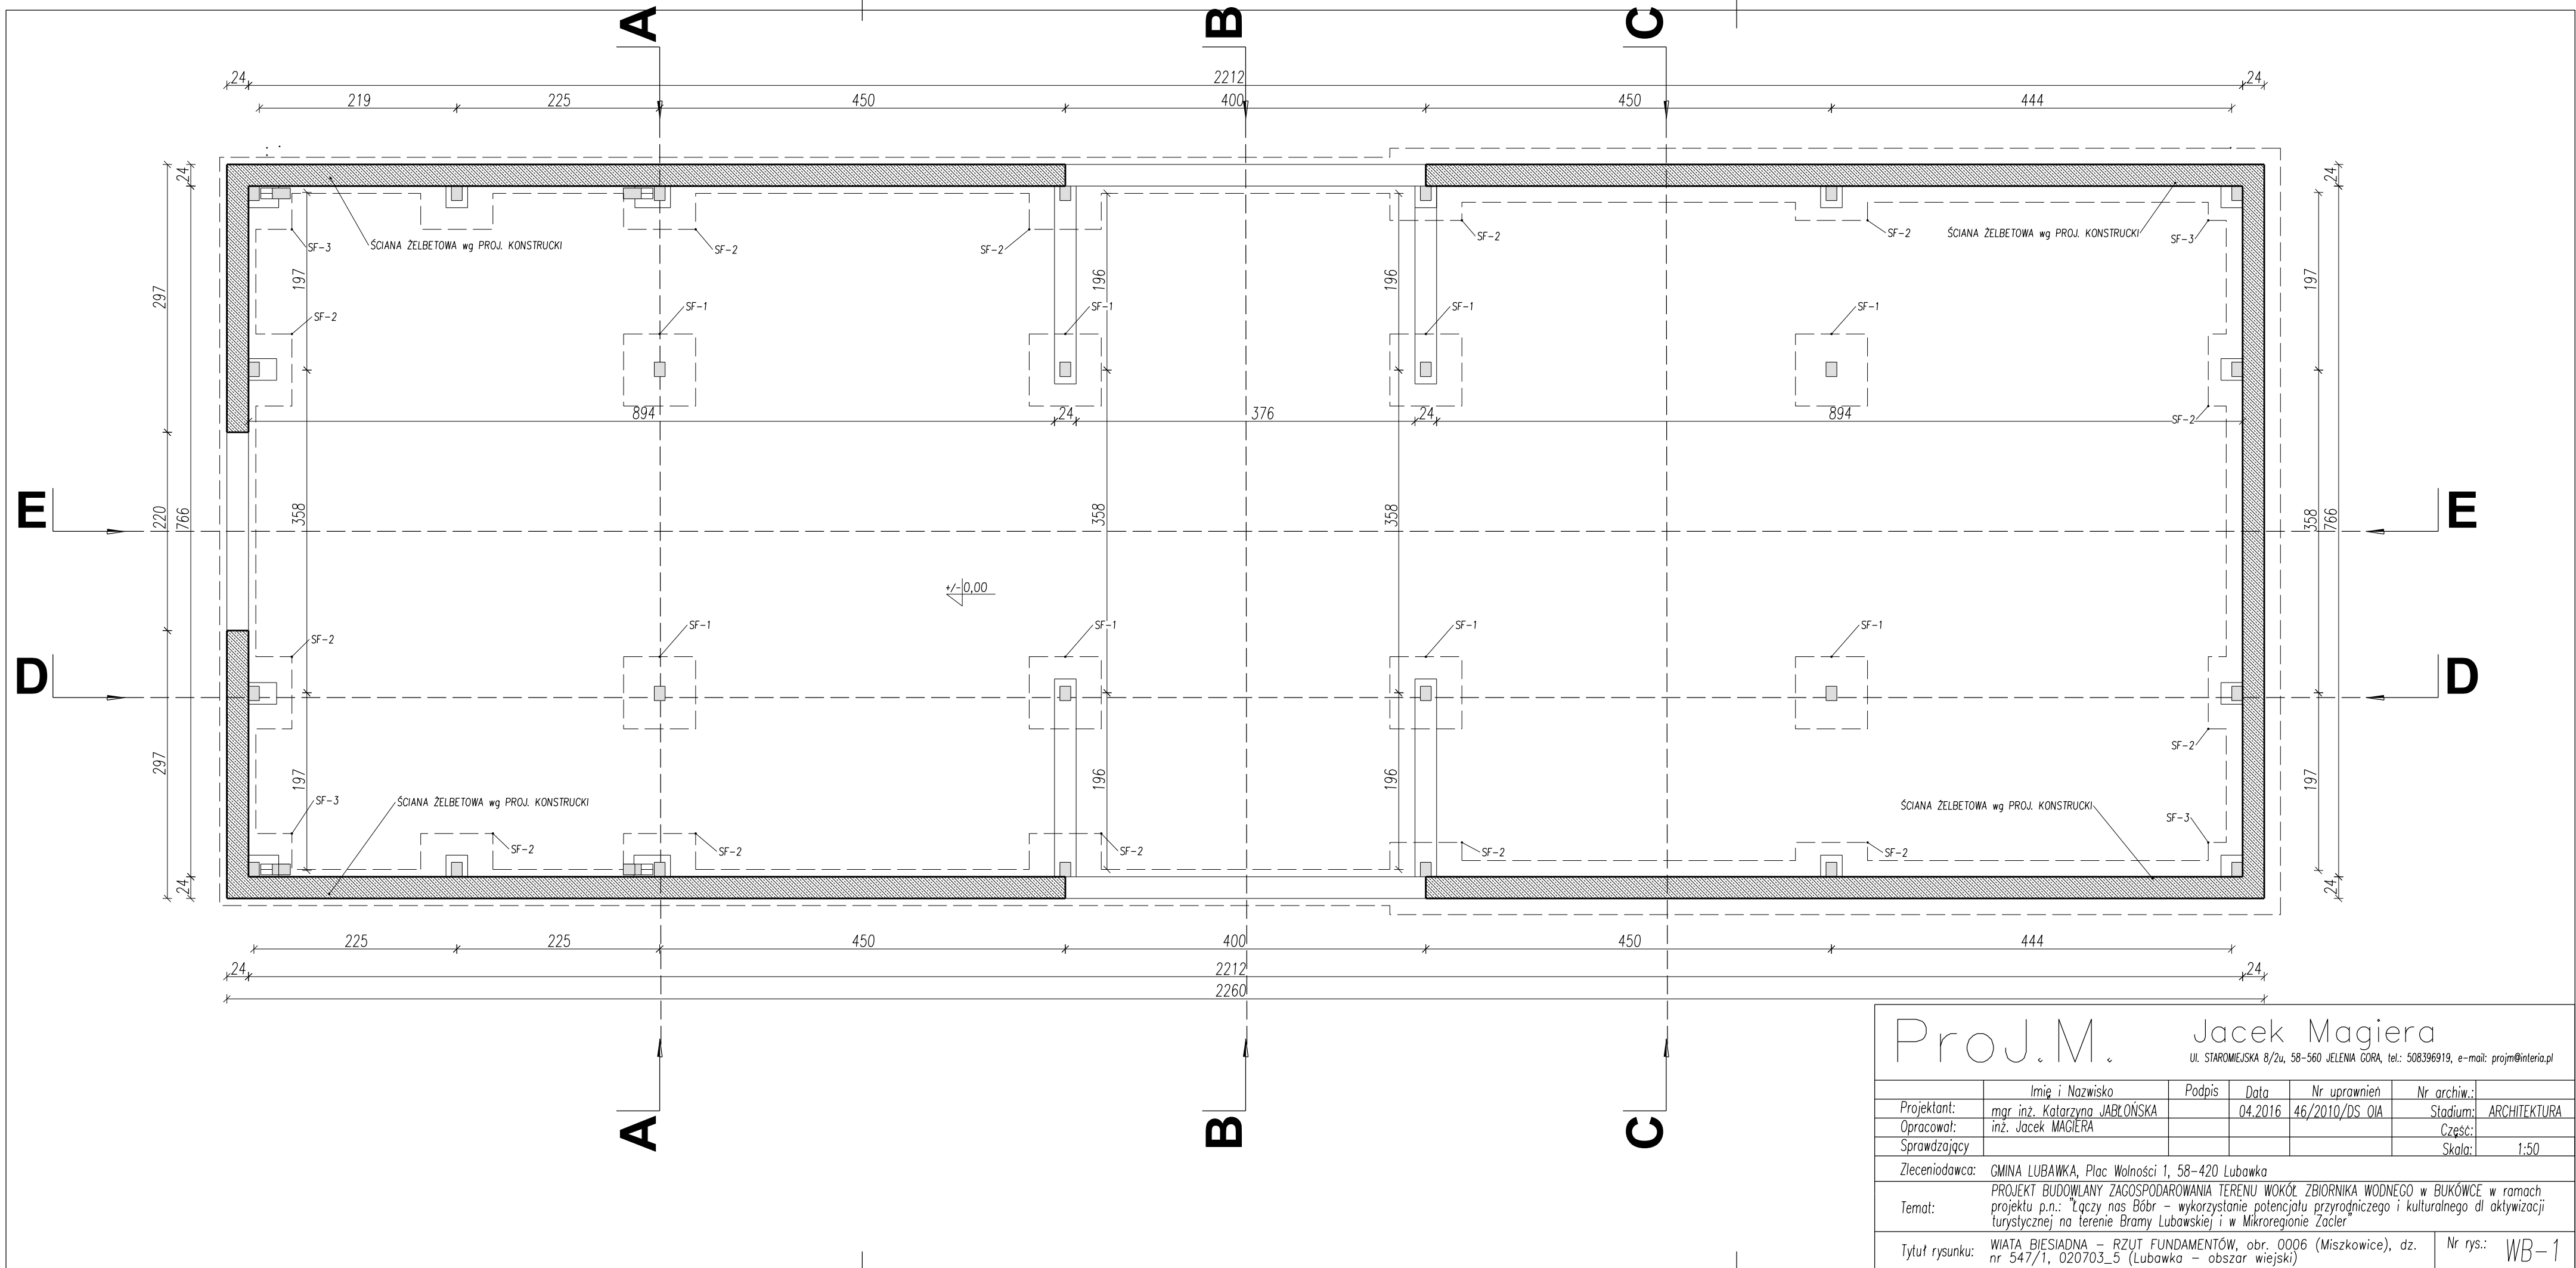 A
B
C
24
2212
24
219
225
450
400
450
444
24
24
SF-3
ŚCIANA ŻELBETOWA wg PROJ. KONSTRUCKI
SF-2
SF-2
SF-2
SF-2
ŚCIANA ŻELBETOWA wg PROJ. KONSTRUCKI
SF-3
297
197
196
196
197
SF-2
SF-1
SF-1
SF-1
SF-1
894
24
376
24
894
SF-2
E
220
766
358
358
358
358
766
E
+/-0,00
SF-2
SF-1
SF-1
SF-1
SF-1
D
D
SF-2
297
197
196
196
197
SF-3
ŚCIANA ŻELBETOWA wg PROJ. KONSTRUCKI
ŚCIANA ŻELBETOWA wg PROJ. KONSTRUCKI
SF-3
SF-2
SF-2
SF-2
SF-2
SF-2
24
24
225
225
450
400
450
444
24
2212
24
2260
A
B
C
ProJ.M.
Jacek Magiera
Ul. STAROMIEJSKA 8/2u, 58-560 JELENIA GORA, tel.: 508396919, e-mail: projm@interia.pl
Imię i Nazwisko Podpis Data Nr uprawnień Nr archiw.:
Projektant: mgr inż. Katarzyna JABŁOŃSKA 04.2016 46/2010/DS OIA Stadium: ARCHITEKTURA
Opracował: inż. Jacek MAGIERA Część:
Sprawdzający Skala: 1:50
Zleceniodawca: GMINA LUBAWKA, Plac Wolności 1, 58-420 Lubawka
Temat: PROJEKT BUDOWLANY ZAGOSPODAROWANIA TERENU WOKÓŁ ZBIORNIKA WODNEGO w BUKÓWCE w ramach
projektu p.n.: "Łączy nas Bóbr - wykorzystanie potencjału przyrodniczego i kulturalnego dl aktywizacji
turystycznej na terenie Bramy Lubawskiej i w Mikroregionie Zacler"
Tytuł rysunku: WIATA BIESIADNA - RZUT FUNDAMENTÓW, obr. 0006 (Miszkowice), dz.
nr 547/1, 020703_5 (Lubawka - obszar wiejski)
Nr rys.: WB-1